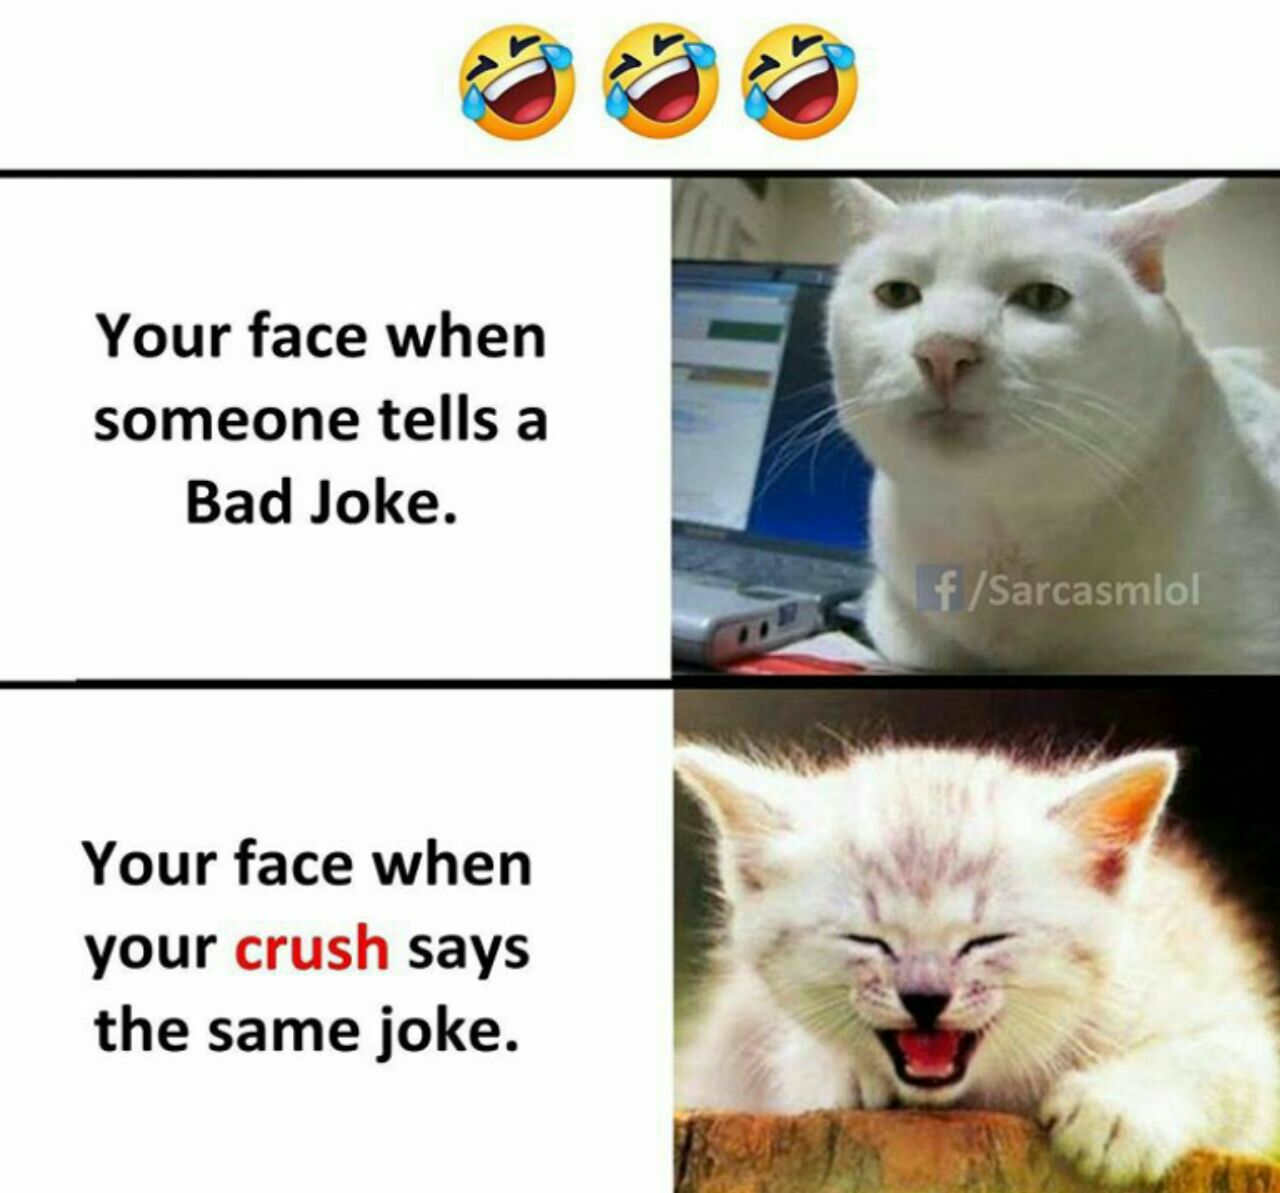 Your face when
someone tells a
Bad Joke.
f/Sarcasmlol
Your face when
your crush says
the same joke.